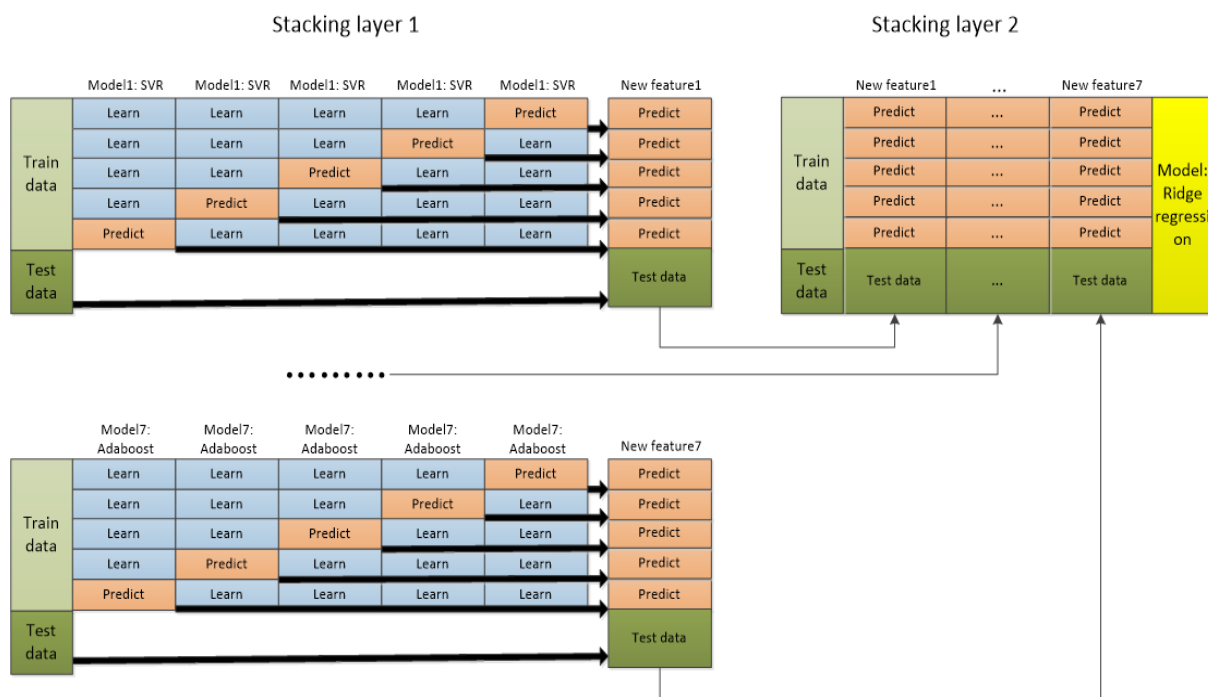 Stacking layer 1
Stacking layer 2
Model1: SVR Model1: SVR Model1: SVR Model1: SVR Model1: SVR New feature1
Learn Learn Learn Learn Predict Predict
Learn Learn Learn Predict Learn Predict
Train
data
Learn Learn Predict Learn Learn Predict
Learn Predict Learn Learn Learn Predict
Predict Learn Learn Learn Learn Predict
Test
data
Test data
New feature1 ... New feature7
Predict ... Predict
Predict ... Predict
Train
data
Predict ... Predict
Predict ... Predict
Predict ... Predict
Test
data
Test data ... Test data
Model:
Ridge
regressi
on
.........
Model7:
Adaboost
Model7:
Adaboost
Model7:
Adaboost
Model7:
Adaboost
Model7:
Adaboost
New feature7
Learn Learn Learn Learn Predict Predict
Learn Learn Learn Predict Learn Predict
Train
data
Learn Learn Predict Learn Learn Predict
Learn Predict Learn Learn Learn Predict
Predict Learn Learn Learn Learn Predict
Test
data
Test data